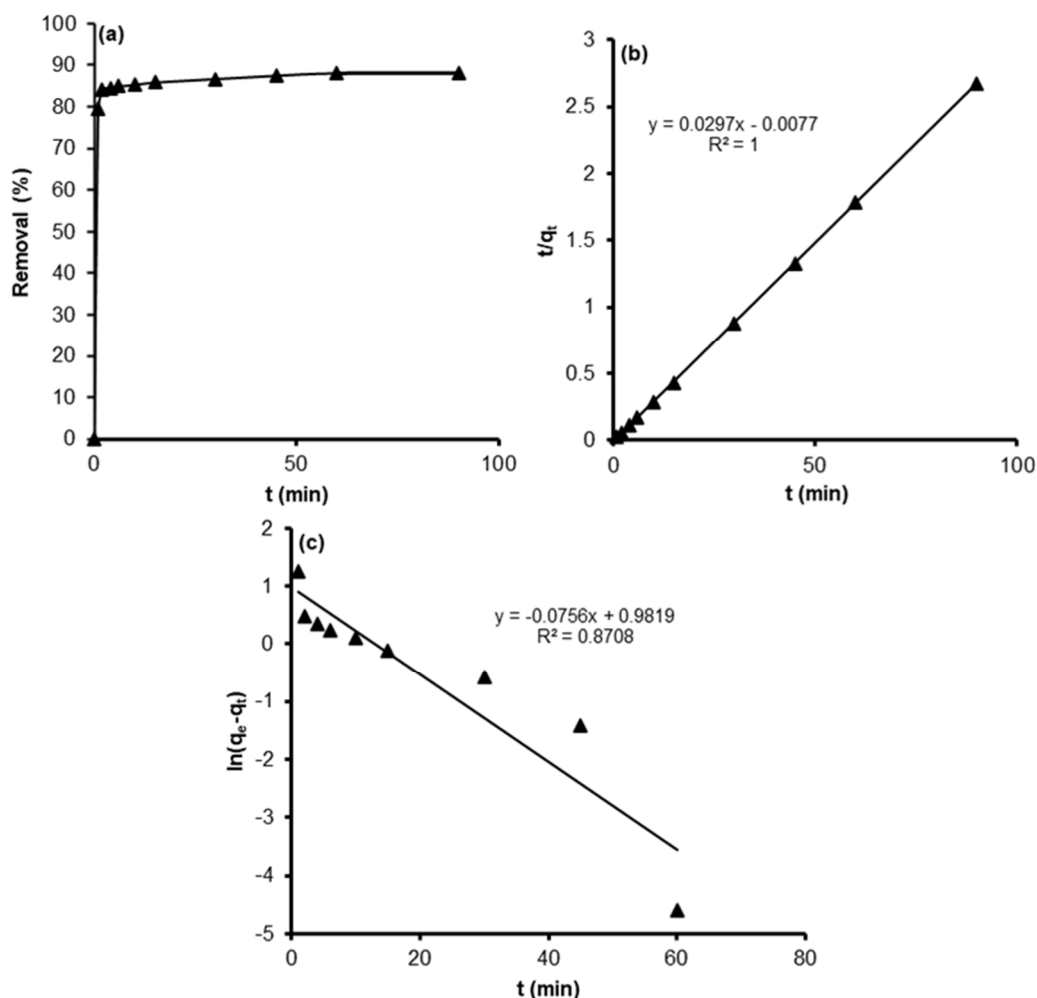 (a)
100
90
80
70
60
50
40
30
20
10
0
Removal (%)
0 50 100
t (min)
(b)
3
2.5
2
1.5
1
0.5
0
t/qt
y = 0.0297x - 0.0077
R² = 1
0 50 100
t (min)
(c)
2
1
0
-1
-2
-3
-4
-5
ln(qe-qt)
y = -0.0756x + 0.9819
R² = 0.8708
0 20 40 60 80
t (min)